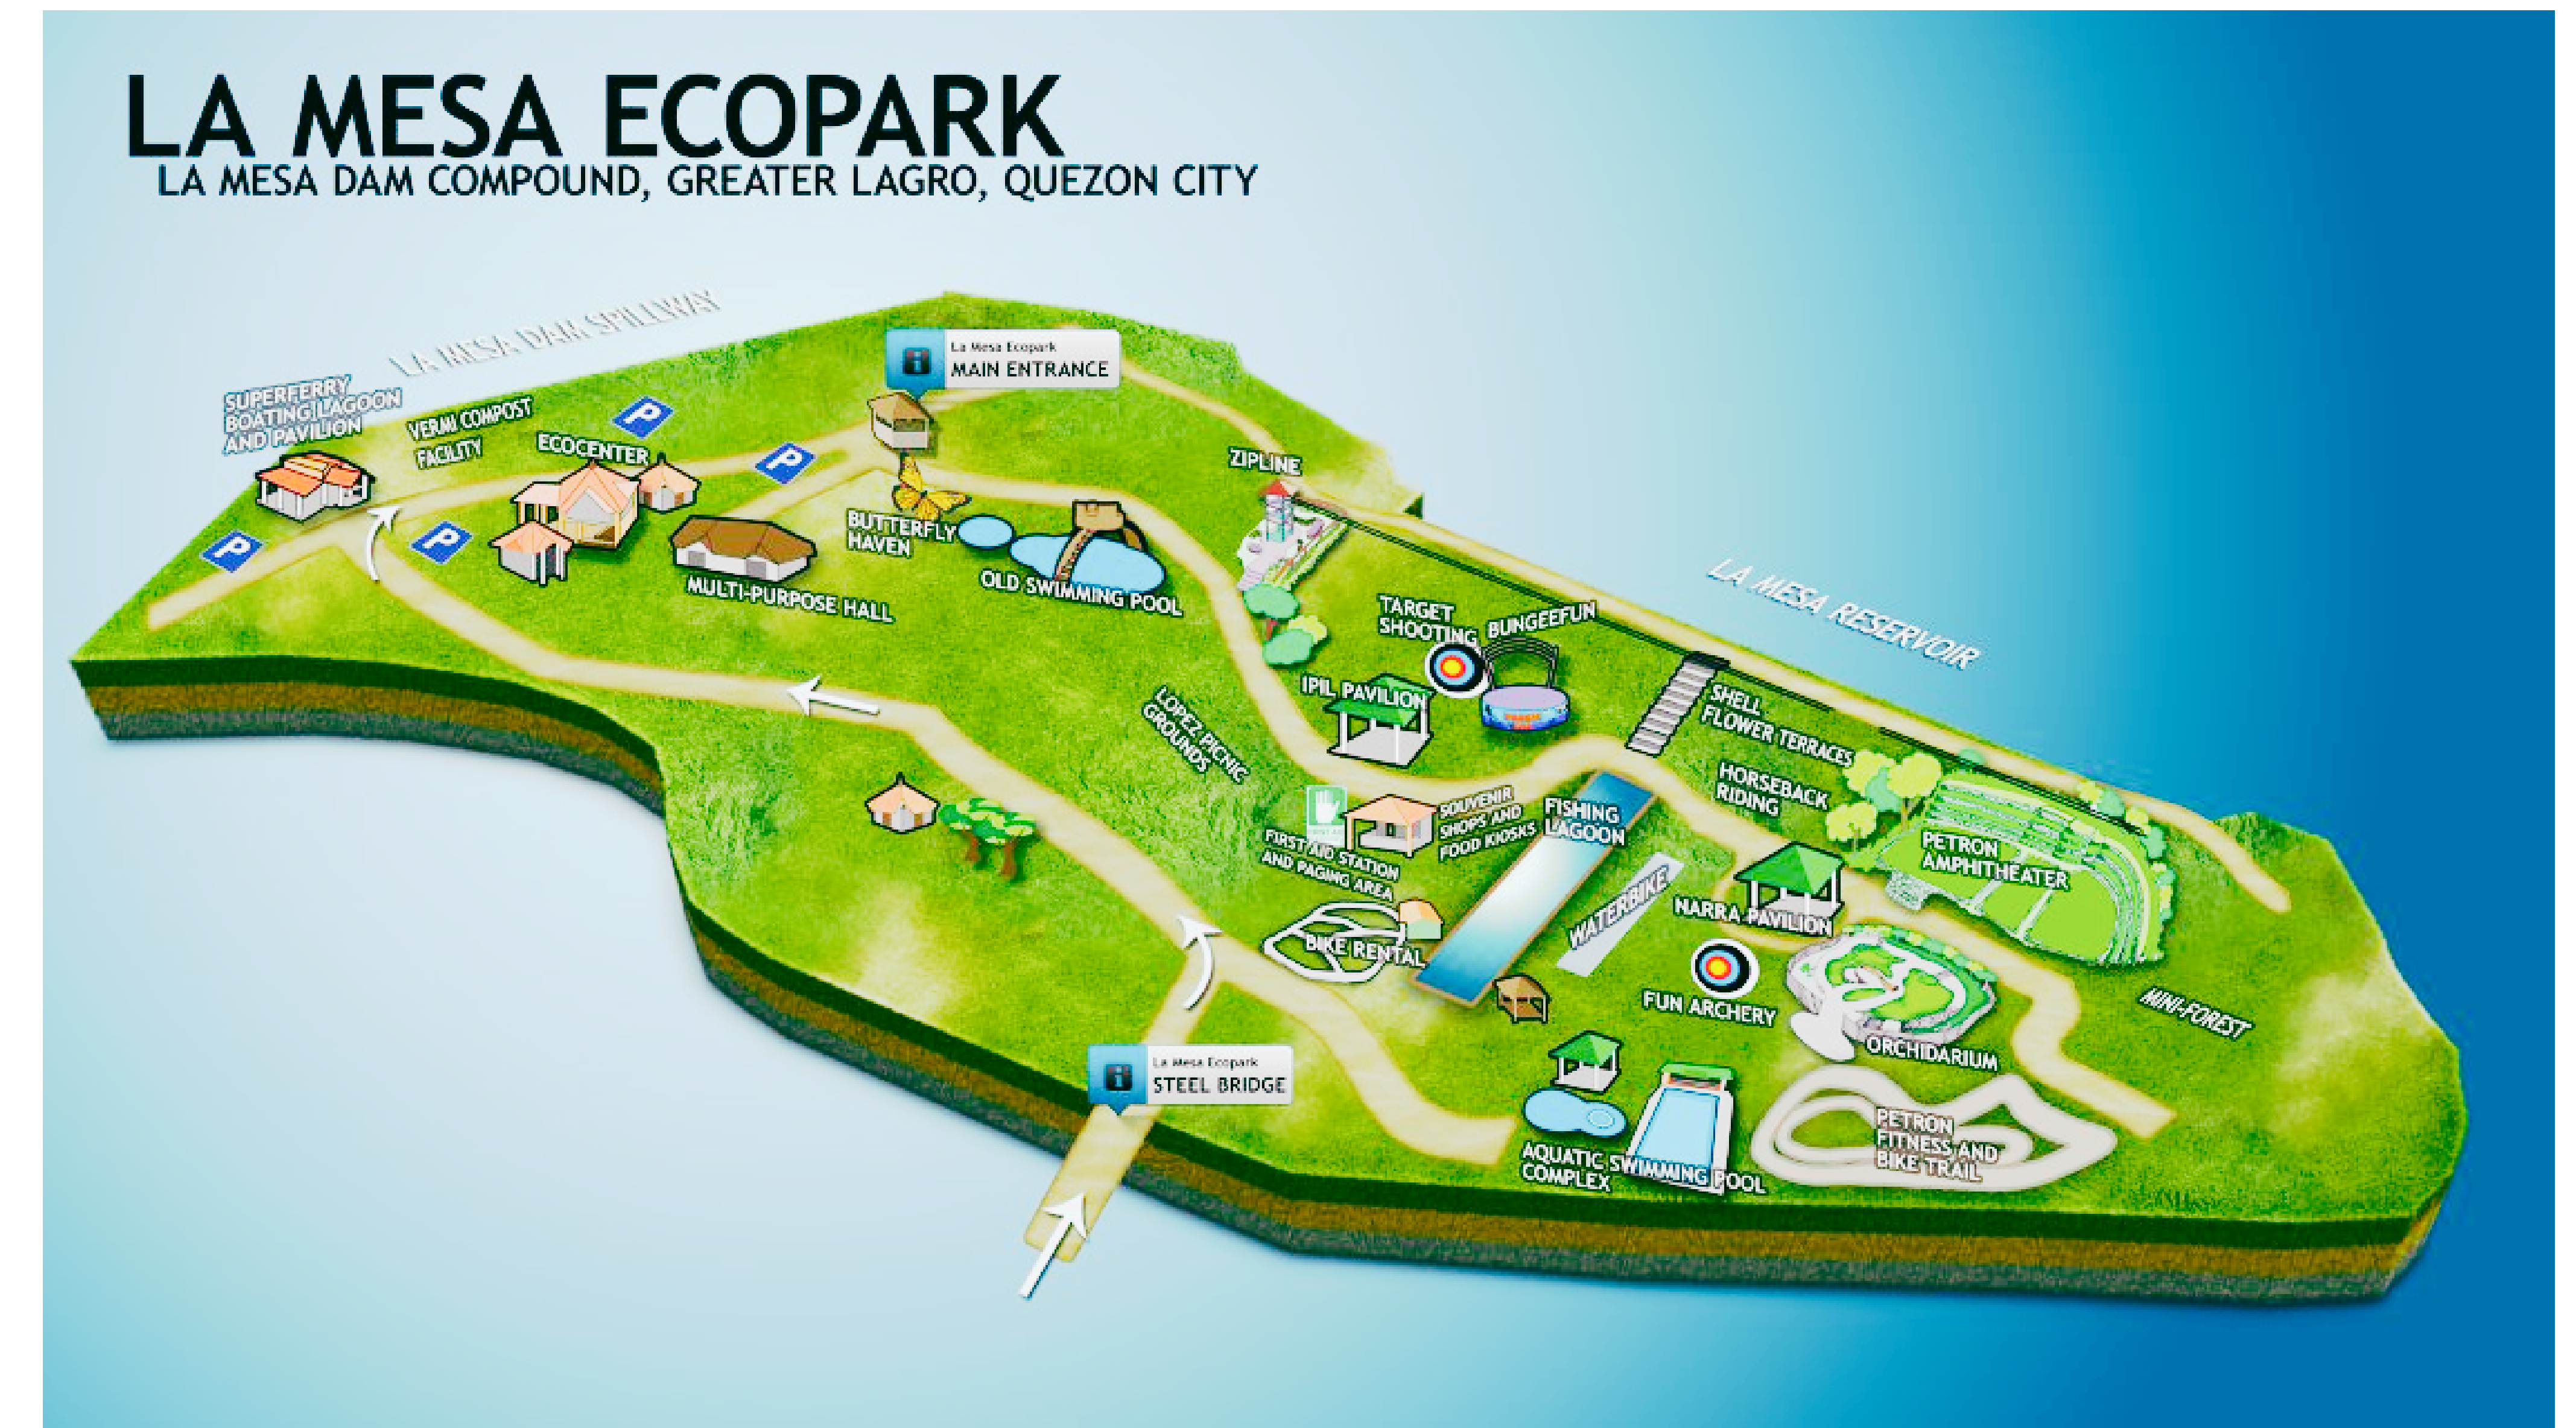 LA MESA ECOPARK
LA MESA DAM COMPOUND, GREATER LAGRO, QUEZON CITY
LA MESA DAM SPILLWAY
La Mesa Ecopark
MAIN ENTRANCE
SUPERFERRY
BOATING LAGOON
AND PAVILION
VERMI COMPOST
FACILITY
ECOCENTER
P
P
P
P
ZIPLINE
BUTTERFLY
HAVEN
OLD SWIMMING POOL
MULTI-PURPOSE HALL
LA MESA RESERVOIR
TARGET
SHOOTING
BUNGEEFUN
IPIL PAVILION
SHELL
FLOWER TERRACES
LOPEZ PICNIC
GROUNDS
HORSEBACK
RIDING
SOUVENIR
SHOPS AND
FOOD KIOSKS
FISHING
LAGOON
FIRST AID STATION
AND PAGING AREA
PETRON
AMPHITHEATER
WATERBIKE
NARRA PAVILION
BIKE RENTAL
FUN ARCHERY
MINI-FOREST
ORCHIDARIUM
La Mesa Ecopark
STEEL BRIDGE
PETRON
FITNESS AND
BIKE TRAIL
AQUATIC
COMPLEX
SWIMMING POOL